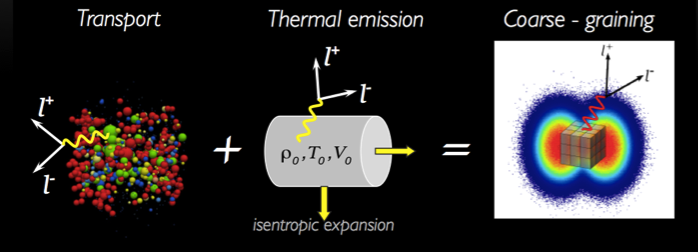 Transport
Thermal emission
Coarse - graining
l⁺
l⁻
+
l⁺
l⁻
ρ₀,T₀,V₀
isentropic expansion
=
l⁺
l⁻